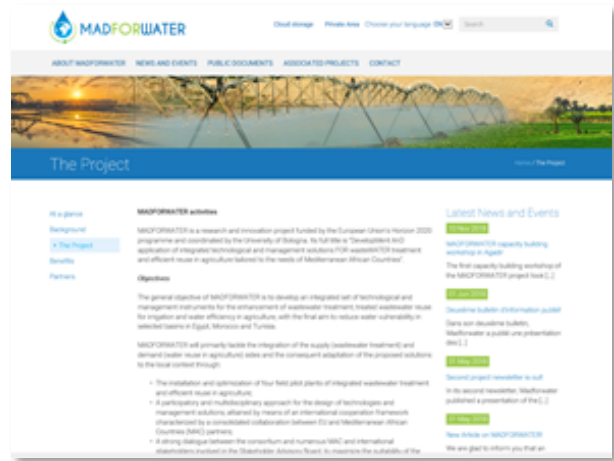 MADFORWATER
Cloud storage Private Area Choose your language EN Search
ABOUT MADFORWATER NEWS AND EVENTS PUBLIC DOCUMENTS ASSOCIATED PROJECTS CONTACT
The Project
Home / The Project
At a glance
Background
The Project
Benefits
Partners
MADFORWATER activities
MADFORWATER is a research and innovation project funded by the European Union's Horizon 2020
programme and coordinated by the University of Bologna. Its full title is "DevelopMent AnD
application of integrated technological and management solutions FOR wasteWATER treatment
and efficient reuse in agriculture tailored to the needs of Mediterranean African Countries".
Objectives
The general objective of MADFORWATER is to develop an integrated set of technological and
management instruments for the enhancement of wastewater treatment, treated wastewater reuse
for irrigation and water efficiency in agriculture, with the final aim to reduce water vulnerability in
selected basins in Egypt, Morocco and Tunisia.
MADFORWATER will primarily tackle the integration of the supply (wastewater treatment) and
demand (water reuse in agriculture) sides and the consequent adaptation of the proposed solutions
to the local context through:
• The installation and optimization of four field pilot plants of integrated wastewater treatment
and efficient reuse in agriculture;
• A participatory and multidisciplinary approach for the design of technologies and
management solutions, attained by means of an international cooperation framework
characterized by a consolidated collaboration between EU and Mediterranean African
Countries (MAC) partners;
• A strong dialogue between the consortium and numerous MAC and international
stakeholders involved in the Stakeholder Advisory Board, to maximize the suitability of the
Latest News and Events
2018
MADFORWATER capacity building
workshop in Agadir
The first capacity building workshop of
the MADFORWATER project took [...]
01 Jun 2018
Deuxième bulletin d'information publié!
Dans son deuxième bulletin,
Madforwater a publié une présentation
des [...]
31 May 2018
Second project newsletter is out!
In its second newsletter, Madforwater
published a presentation of the [...]
May 2018
New Article on MADFORWATER!
We are glad to inform you that an